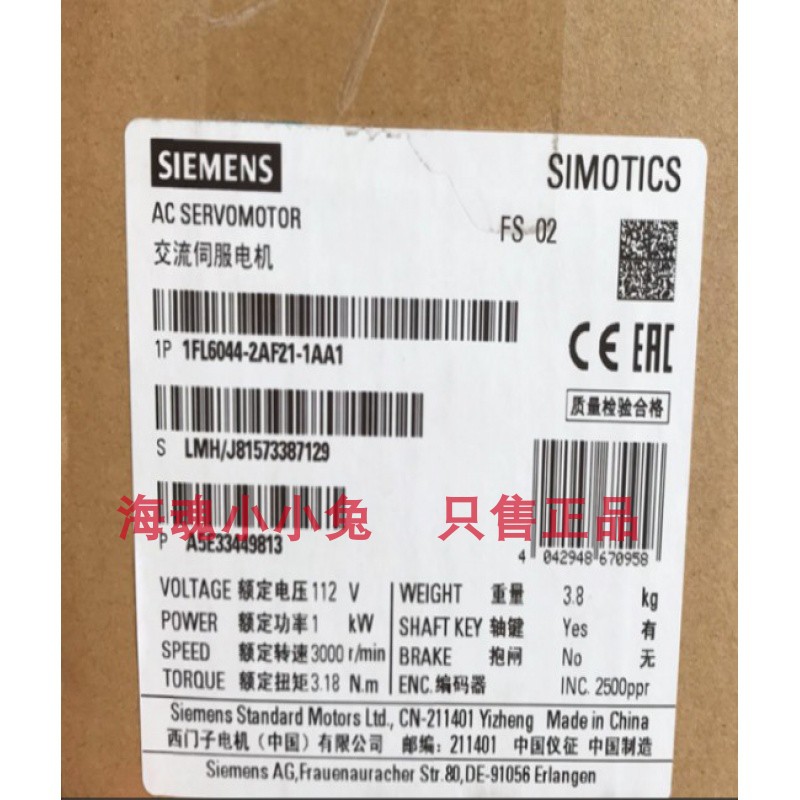 SIEMENS
SIMOTICS
AC SERVOMOTOR
FS 02
交流伺服电机
1P 1FL6044-2AF21-1AA1
CE EAC
质量检验合格
S LMH/J81573387129
海魂小小兔 只售正品
P A5E33449813
4 042948 670958
VOLTAGE 额定电压 112 V
WEIGHT 重量 3.8 kg
POWER 额定功率 1 kW
SHAFT KEY 轴键 Yes 有
SPEED 额定转速 3000 r/min
BRAKE 抱闸 No 无
TORQUE 额定扭矩 3.18 N.m
ENC. 编码器 INC. 2500ppr
Siemens Standard Motors Ltd., CN-211401 Yizheng Made in China
西门子电机（中国）有限公司 邮编：211401 中国仪征 中国制造
Siemens AG,Frauenauracher Str.80,DE-91056 Erlangen